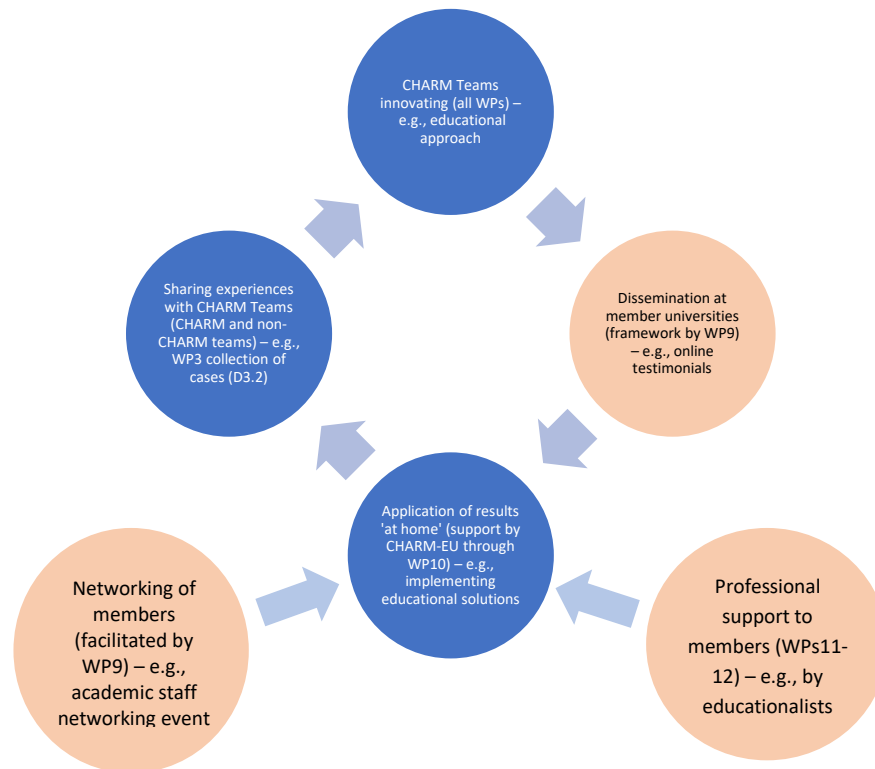 CHARM Teams
innovating (all WPs) –
e.g., educational
approach
Sharing experiences
with CHARM Teams
(CHARM and non-
CHARM teams) – e.g.,
WP3 collection of
cases (D3.2)
Dissemination at
member universities
(framework by WP9)
– e.g., online
testimonials
Application of results
'at home' (support by
CHARM-EU through
WP10) – e.g.,
implementing
educational solutions
Networking of
members
(facilitated by
WP9) – e.g.,
academic staff
networking event
Professional
support to
members (WPs11-
12) – e.g., by
educationalists